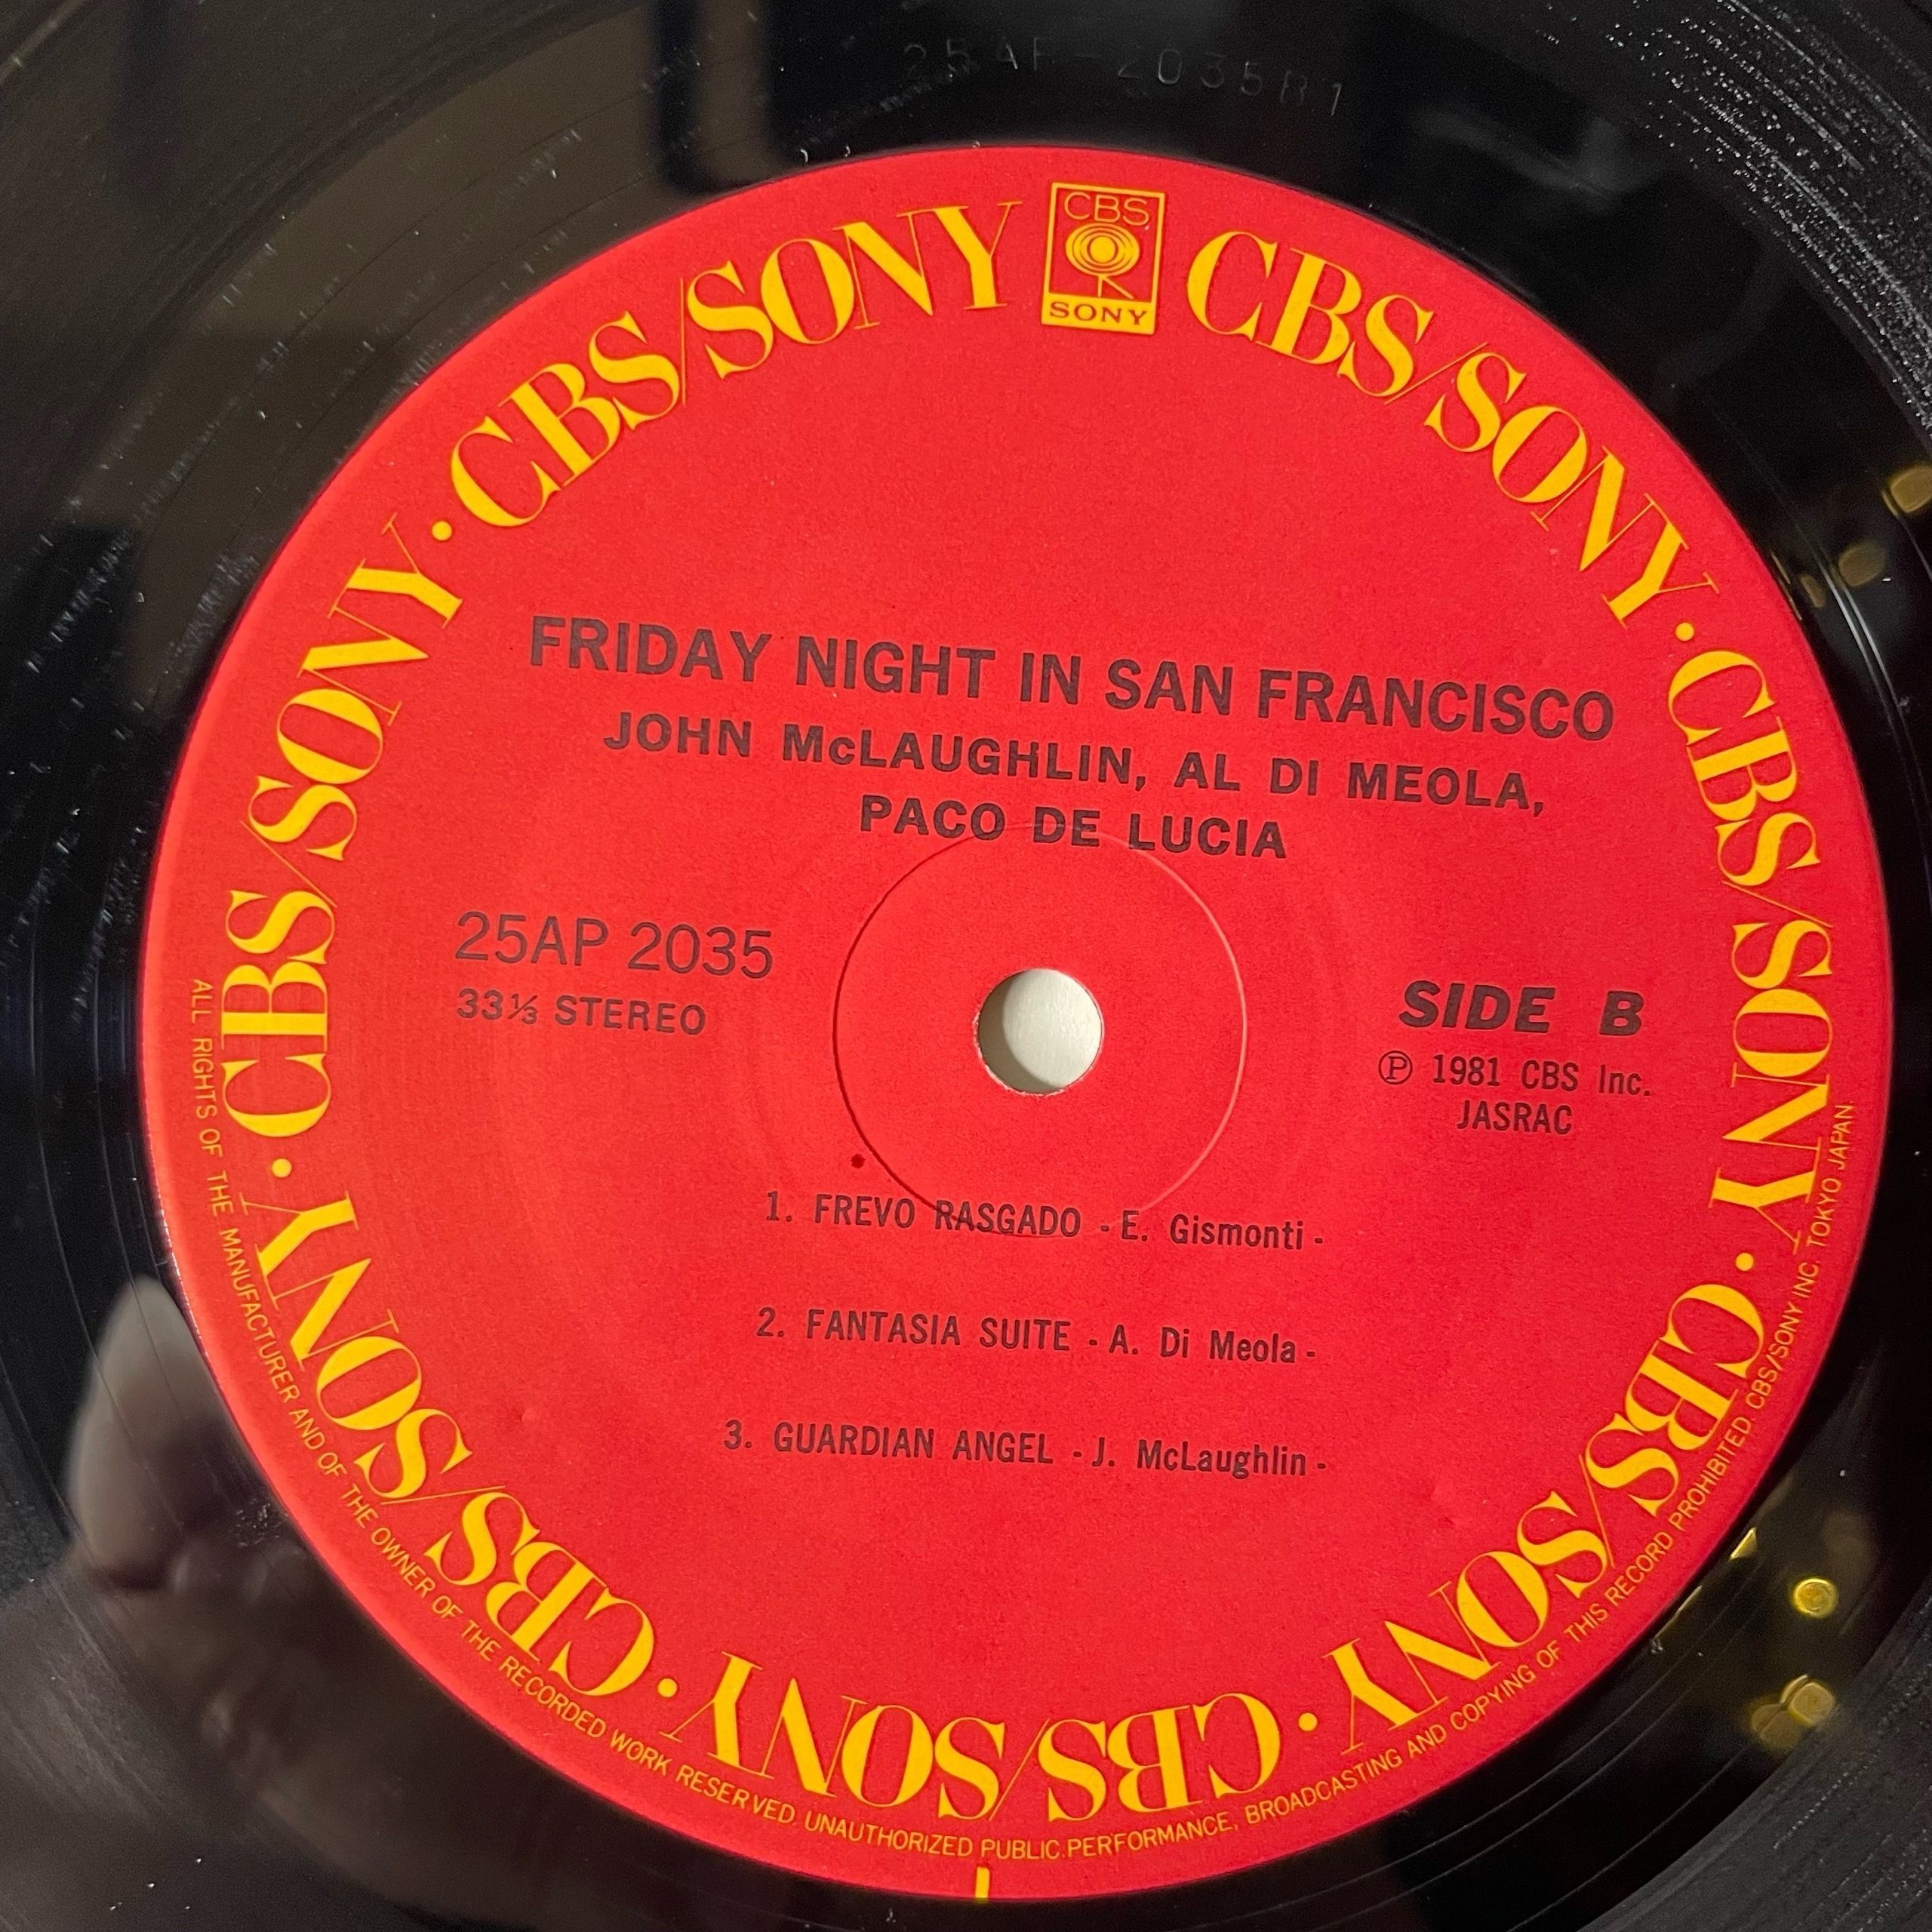 25AP-2035B1
CBS
SONY
CBS/SONY · CBS/SONY · CBS/SONY · CBS/SONY · CBS/SONY · CBS/SONY · CBS/SONY
FRIDAY NIGHT IN SAN FRANCISCO
JOHN McLAUGHLIN, AL DI MEOLA,
PACO DE LUCIA
25AP 2035
33⅓ STEREO
SIDE B
Ⓟ 1981 CBS Inc.
JASRAC
1. FREVO RASGADO - E. Gismonti -
2. FANTASIA SUITE - A. Di Meola -
3. GUARDIAN ANGEL - J. McLaughlin -
ALL RIGHTS OF THE MANUFACTURER AND OF THE OWNER OF THE RECORDED WORK RESERVED. UNAUTHORIZED PUBLIC PERFORMANCE, BROADCASTING AND COPYING OF THIS RECORD PROHIBITED. CBS/SONY INC. TOKYO JAPAN.